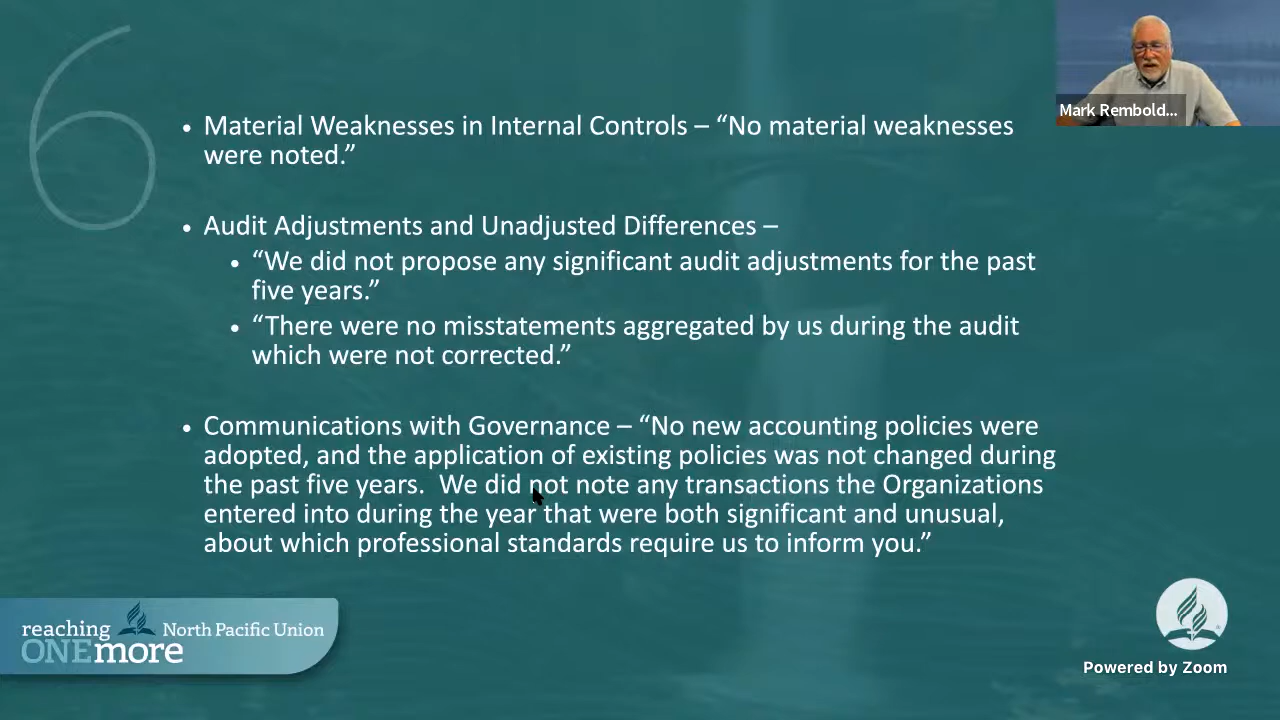 6
Mark Rembold...
• Material Weaknesses in Internal Controls – “No material weaknesses
were noted.”
• Audit Adjustments and Unadjusted Differences –
• “We did not propose any significant audit adjustments for the past
five years.”
• “There were no misstatements aggregated by us during the audit
which were not corrected.”
• Communications with Governance – “No new accounting policies were
adopted, and the application of existing policies was not changed during
the past five years.  We did not note any transactions the Organizations
entered into during the year that were both significant and unusual,
about which professional standards require us to inform you.”
reaching North Pacific Union
ONEmore
Powered by Zoom